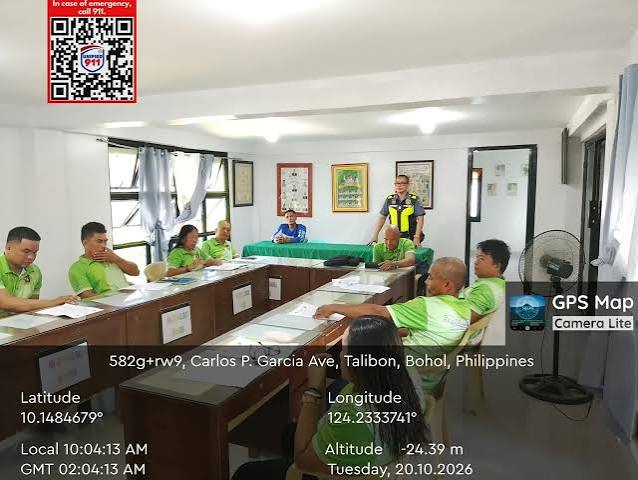 In case of emergency,
call 911.
UNIFIED
911
GPS Map
Camera Lite
582g+rw9, Carlos P. Garcia Ave, Talibon, Bohol, Philippines
Latitude
10.1484679°
Longitude
124.2333741°
Local 10:04:13 AM
GMT 02:04:13 AM
Altitude -24.39 m
Tuesday, 20.10.2026